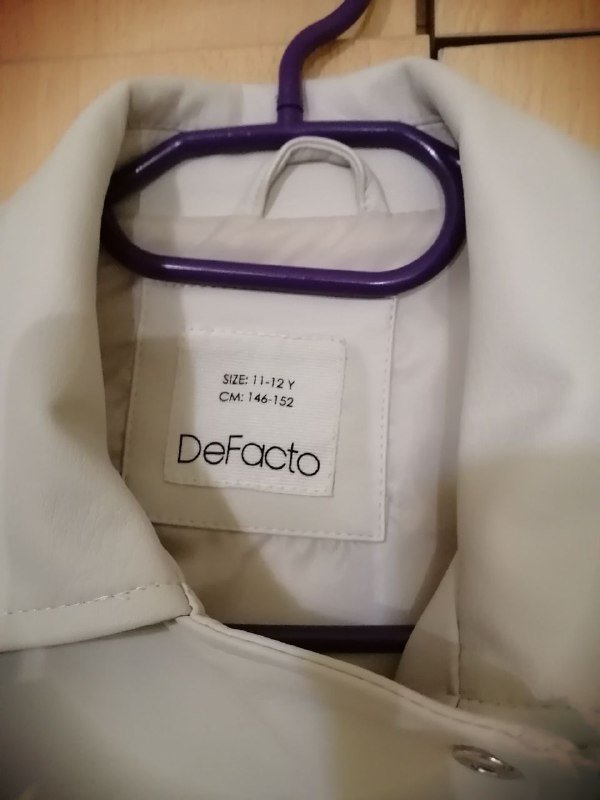 SIZE: 11-12 Y
CM: 146-152
DeFacto